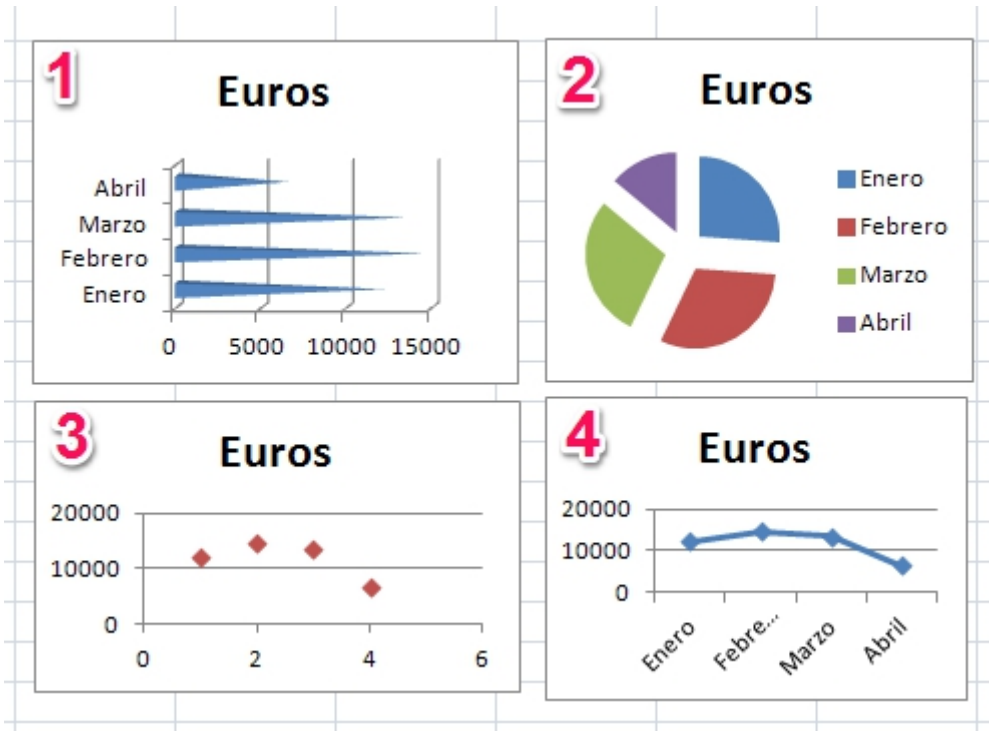 1
Euros
Abril
Marzo
Febrero
Enero
0 5000 10000 15000
2
Euros
Enero
Febrero
Marzo
Abril
3
Euros
20000
10000
0
0 2 4 6
4
Euros
20000
10000
0
Enero Febre... Marzo Abril